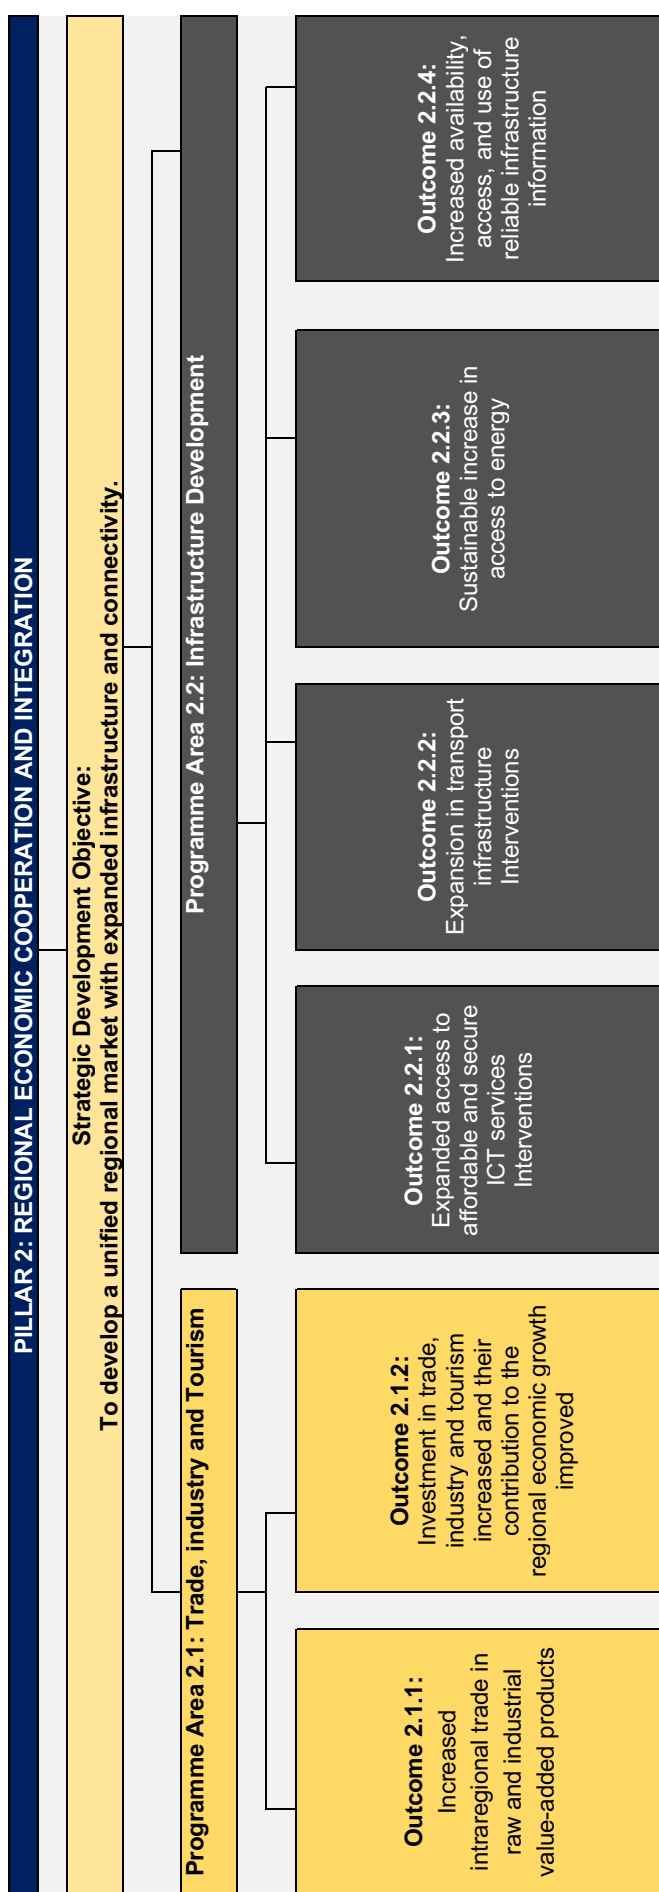 PILLAR 2: REGIONAL ECONOMIC COOPERATION AND INTEGRATION
Strategic Development Objective:
To develop a unified regional market with expanded infrastructure and connectivity.
Programme Area 2.1: Trade, industry and Tourism
Programme Area 2.2: Infrastructure Development
Outcome 2.1.1:
Increased
intraregional trade in
raw and industrial
value-added products
Outcome 2.1.2:
Investment in trade,
industry and tourism
increased and their
contribution to the
regional economic growth
improved
Outcome 2.2.1:
Expanded access to
affordable and secure
ICT services
Interventions
Outcome 2.2.2:
Expansion in transport
infrastructure
Interventions
Outcome 2.2.3:
Sustainable increase in
access to energy
Outcome 2.2.4:
Increased availability,
access, and use of
reliable infrastructure
information